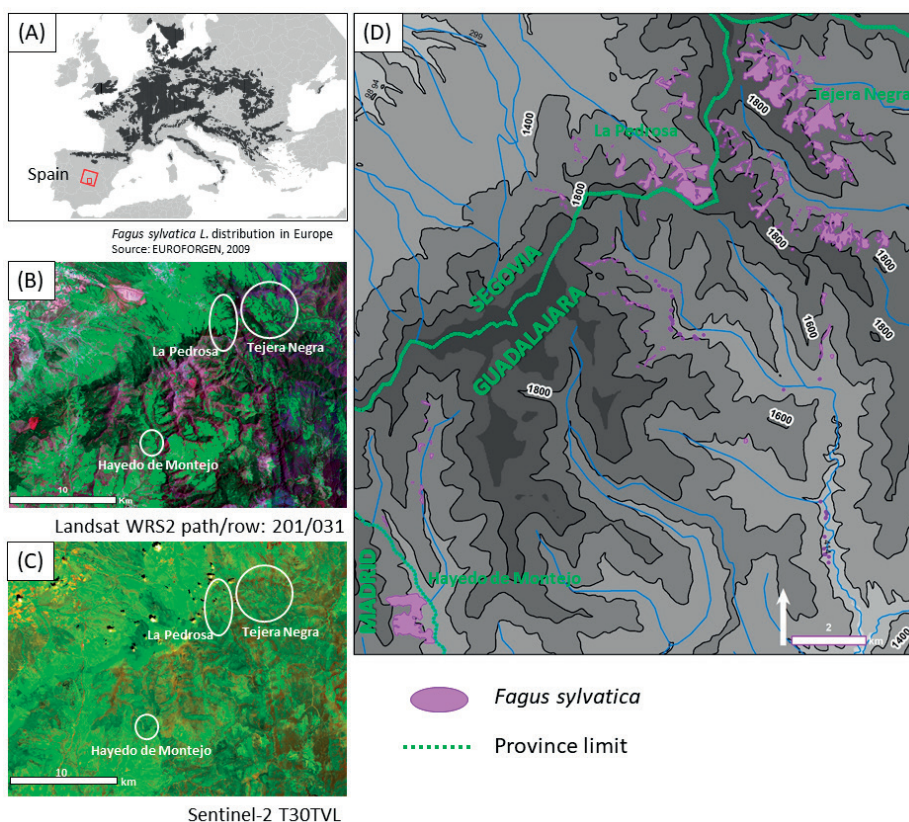 (A)
Spain
Fagus sylvatica L. distribution in Europe
Source: EUROFORGEN, 2009
(B)
La Pedrosa
Tejera Negra
Hayedo de Montejo
10
Km
Landsat WRS2 path/row: 201/031
(C)
La Pedrosa
Tejera Negra
Hayedo de Montejo
10
km
Sentinel-2 T30TVL
(D)
299
94
1400
1800
Tejera Negra
La Pedrosa
1800
1800
1800
SEGOVIA
GUADALAJARA
1600
1800
1800
1600
MADRID
Hayedo de Montejo
2
km
1400
Fagus sylvatica
Province limit